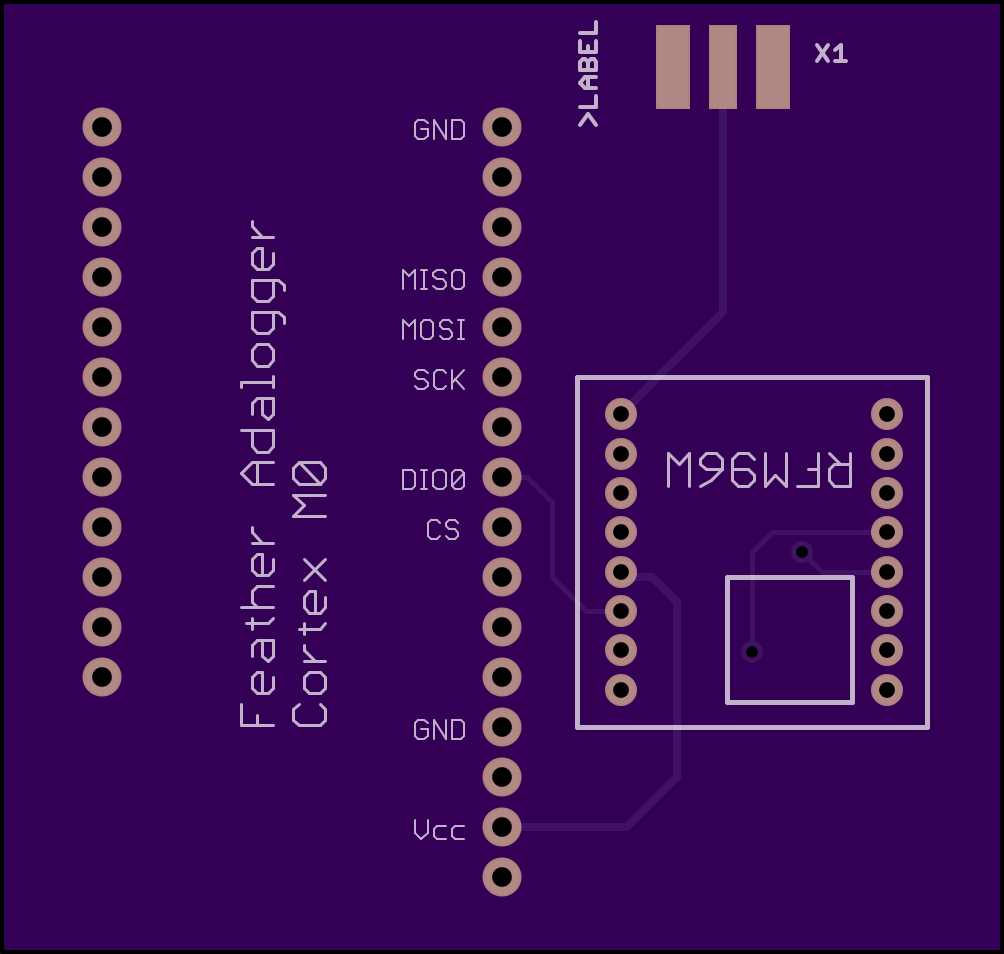 >LABEL
X1
GND
MISO
MOSI
SCK
DIO0
CS
GND
Vcc
Feather Adalogger
Cortex M0
RFM96W